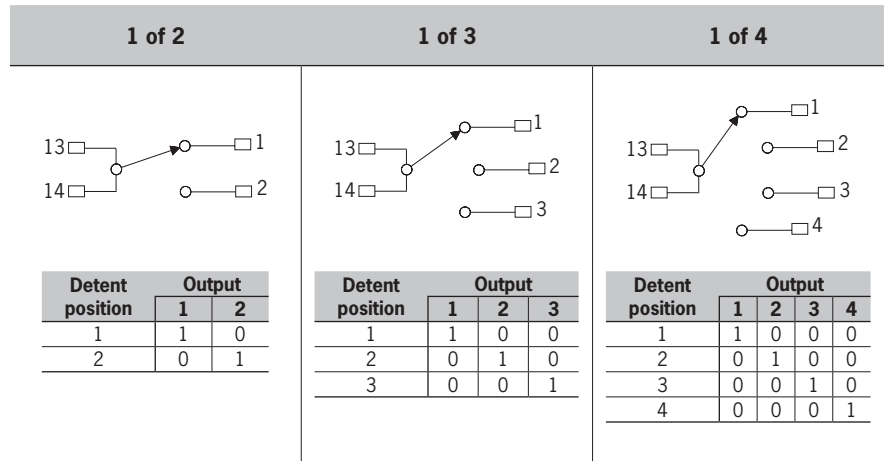 1 of 2 1 of 3 1 of 4
13 14 1 2
13 14 1 2 3
13 14 1 2 3 4
Detent position Output
1 2
1 1 0
2 0 1
Detent position Output
1 2 3
1 1 0 0
2 0 1 0
3 0 0 1
Detent position Output
1 2 3 4
1 1 0 0 0
2 0 1 0 0
3 0 0 1 0
4 0 0 0 1